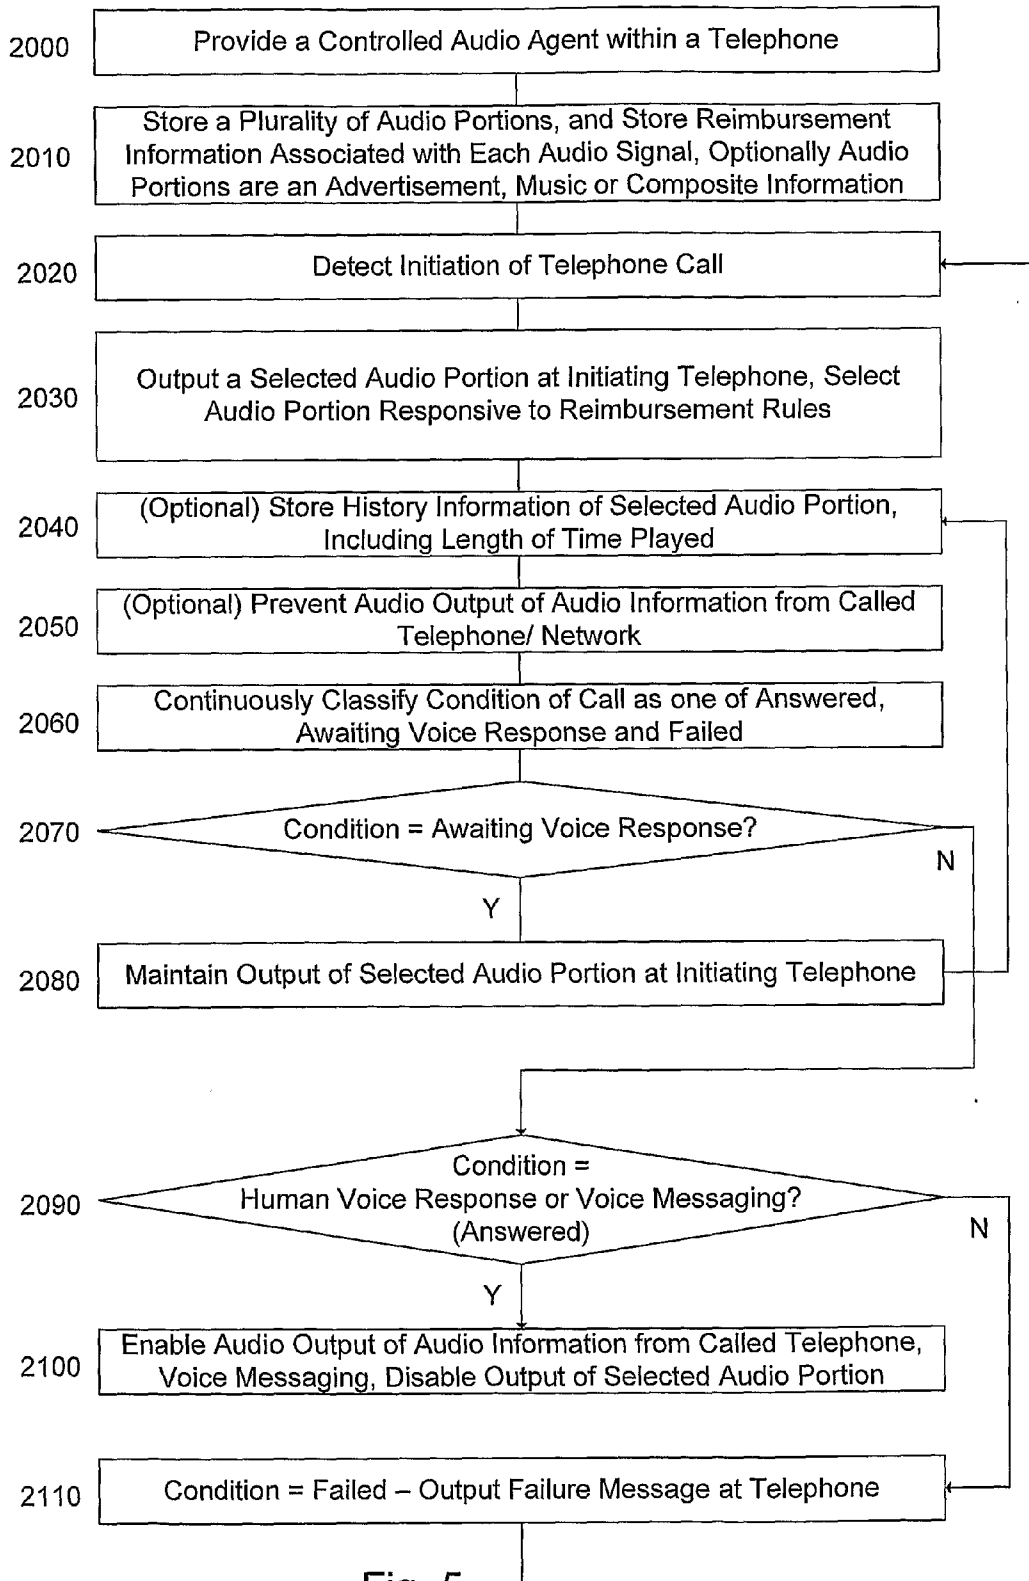 2000
Provide a Controlled Audio Agent within a Telephone
2010
Store a Plurality of Audio Portions, and Store Reimbursement
Information Associated with Each Audio Signal, Optionally Audio
Portions are an Advertisement, Music or Composite Information
2020
Detect Initiation of Telephone Call
2030
Output a Selected Audio Portion at Initiating Telephone, Select
Audio Portion Responsive to Reimbursement Rules
2040
(Optional) Store History Information of Selected Audio Portion,
Including Length of Time Played
2050
(Optional) Prevent Audio Output of Audio Information from Called
Telephone/ Network
2060
Continuously Classify Condition of Call as one of Answered,
Awaiting Voice Response and Failed
2070
Condition = Awaiting Voice Response?
N
Y
2080
Maintain Output of Selected Audio Portion at Initiating Telephone
2090
Condition =
Human Voice Response or Voice Messaging?
(Answered)
N
Y
2100
Enable Audio Output of Audio Information from Called Telephone,
Voice Messaging, Disable Output of Selected Audio Portion
2110
Condition = Failed – Output Failure Message at Telephone
Fig. 5